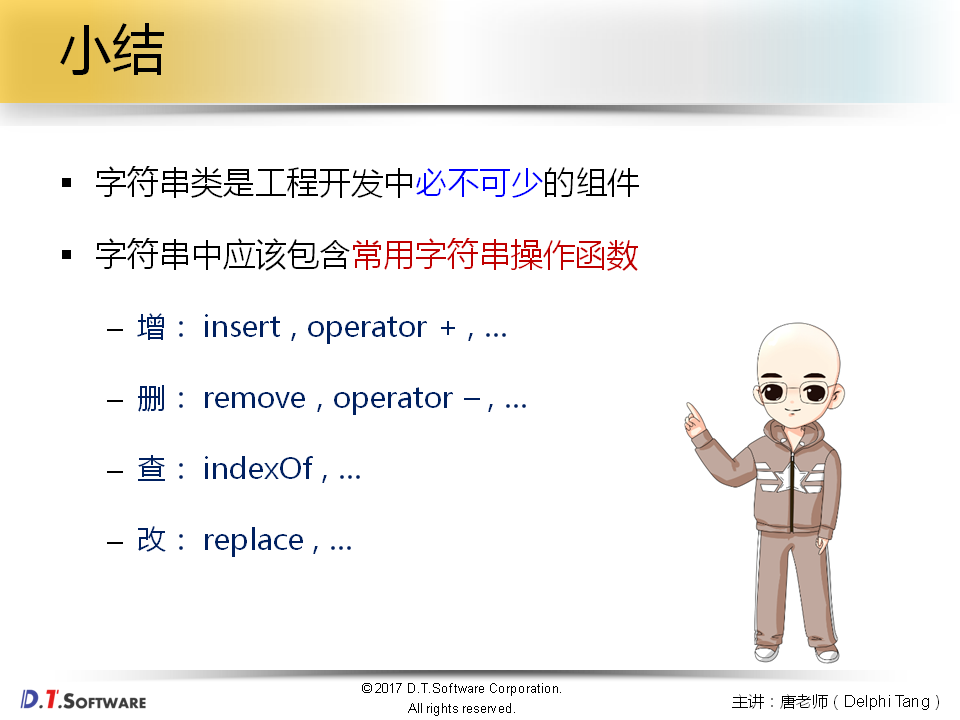 小结
▪ 字符串类是工程开发中必不可少的组件
▪ 字符串中应该包含常用字符串操作函数
– 增： insert , operator + , ...
– 删： remove , operator – , ...
– 查： indexOf , ...
– 改： replace , ...
D.T.SOFTWARE
©2017 D.T.Software Corporation.
All rights reserved.
主讲：唐老师（Delphi Tang）